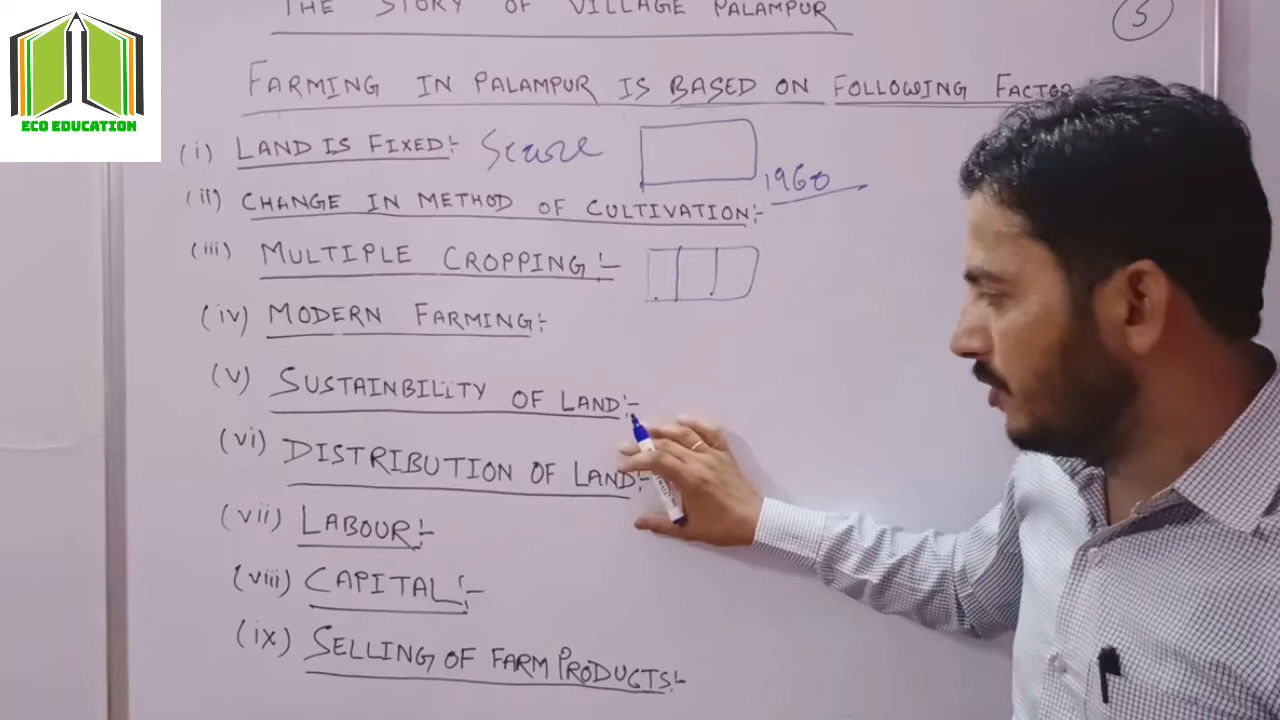 THE STORY OF VILLAGE PALAMPUR
5
FARMING IN PALAMPUR IS BASED ON FOLLOWING FACTOR
(i) LAND IS FIXED:- Scarse
1960
(ii) CHANGE IN METHOD OF CULTIVATION:-
(iii) MULTIPLE CROPPING:-
(iv) MODERN FARMING:-
(v) SUSTAINBILITY OF LAND:-
(vi) DISTRIBUTION OF LAND:-
(vii) LABOUR:-
(viii) CAPITAL:-
(ix) SELLING OF FARM PRODUCTS:-
ECO EDUCATION